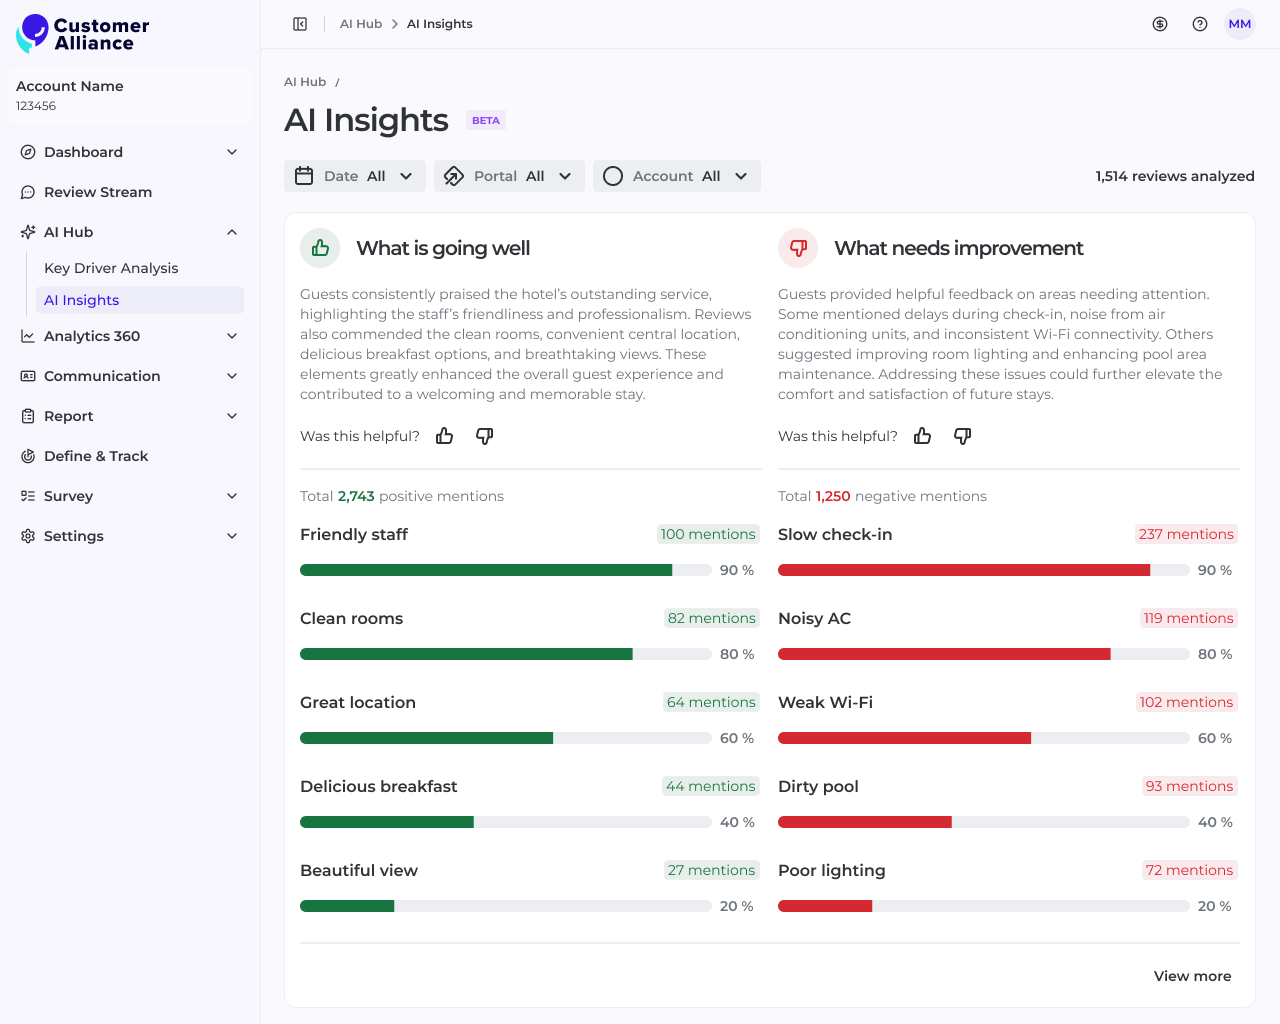 Customer
Alliance
Account Name
123456
Dashboard
Review Stream
AI Hub
Key Driver Analysis
AI Insights
Analytics 360
Communication
Report
Define & Track
Survey
Settings
AI Hub > AI Insights
MM
AI Hub /
AI Insights BETA
Date All
Portal All
Account All
1,514 reviews analyzed
What is going well
Guests consistently praised the hotel’s outstanding service,
highlighting the staff’s friendliness and professionalism. Reviews
also commended the clean rooms, convenient central location,
delicious breakfast options, and breathtaking views. These
elements greatly enhanced the overall guest experience and
contributed to a welcoming and memorable stay.
Was this helpful?
Total 2,743 positive mentions
Friendly staff 100 mentions
90 %
Clean rooms 82 mentions
80 %
Great location 64 mentions
60 %
Delicious breakfast 44 mentions
40 %
Beautiful view 27 mentions
20 %
What needs improvement
Guests provided helpful feedback on areas needing attention.
Some mentioned delays during check-in, noise from air
conditioning units, and inconsistent Wi-Fi connectivity. Others
suggested improving room lighting and enhancing pool area
maintenance. Addressing these issues could further elevate the
comfort and satisfaction of future stays.
Was this helpful?
Total 1,250 negative mentions
Slow check-in 237 mentions
90 %
Noisy AC 119 mentions
80 %
Weak Wi-Fi 102 mentions
60 %
Dirty pool 93 mentions
40 %
Poor lighting 72 mentions
20 %
View more